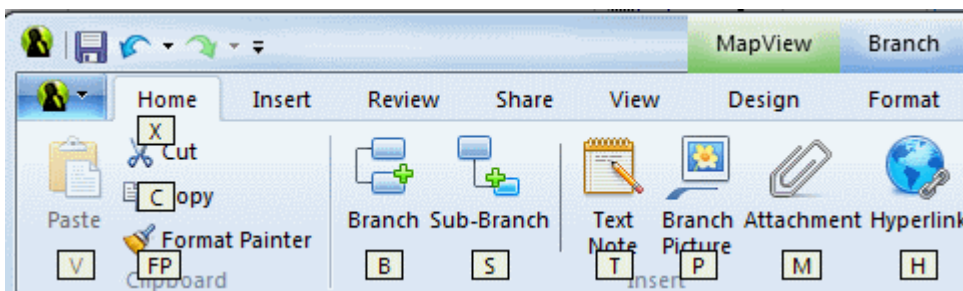 MapView Branch
Home Insert Review Share View Design Format
X
Cut
C opy
Paste
Format Painter
V
FP
Clipboard
Branch Sub-Branch
B
S
Text Note
Branch Picture
Attachment
Hyperlink
T
P
M
H
Insert